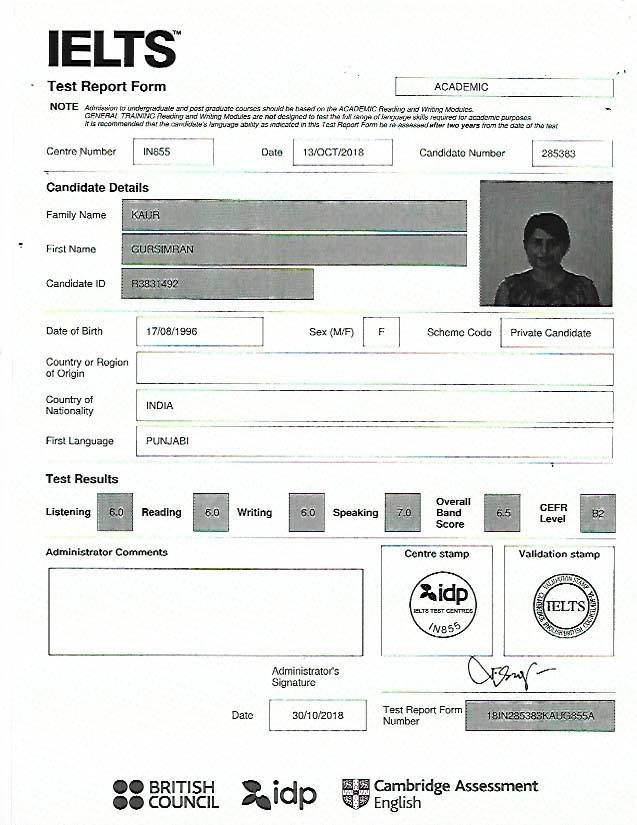 IELTS™
Test Report Form
ACADEMIC
NOTE Admission to undergraduate and post graduate courses should be based on the ACADEMIC Reading and Writing Modules.
GENERAL TRAINING Reading and Writing Modules are not designed to test the full range of language skills required for academic purposes.
It is recommended that the candidate's language ability as indicated in this Test Report Form be re-assessed after two years from the date of the test.
Centre Number IN855 Date 13/OCT/2018 Candidate Number 285383
Candidate Details
Family Name KAUR
First Name GURSIMRAN
Candidate ID R3831492
Date of Birth 17/08/1996 Sex (M/F) F Scheme Code Private Candidate
Country or Region
of Origin
Country of
Nationality INDIA
First Language PUNJABI
Test Results
Listening 6.0 Reading 6.0 Writing 6.0 Speaking 7.0 Overall Band Score 6.5 CEFR Level B2
Administrator Comments
Centre stamp
Validation stamp
idp
IELTS TEST CENTRES
IN855
IELTS
Administrator's
Signature
Date 30/10/2018
Test Report Form
Number 18IN285383KAUG855A
BRITISH
COUNCIL
idp
Cambridge Assessment
English